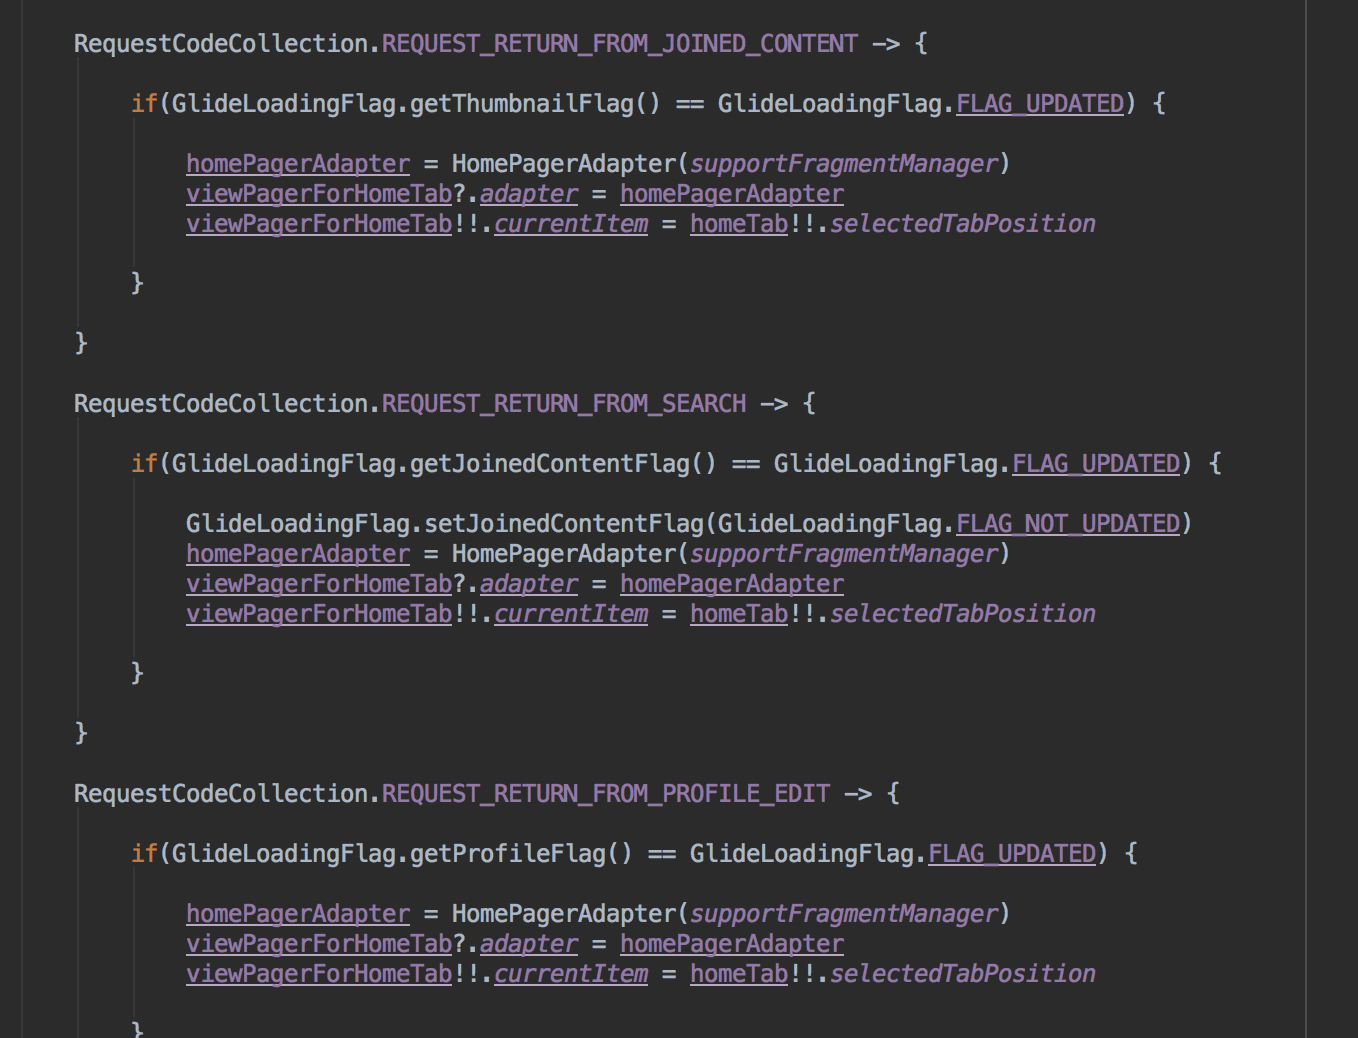 RequestCodeCollection.REQUEST_RETURN_FROM_JOINED_CONTENT -> {
if(GlideLoadingFlag.getThumbnailFlag() == GlideLoadingFlag.FLAG_UPDATED) {
homePagerAdapter = HomePagerAdapter(supportFragmentManager)
viewPagerForHomeTab?.adapter = homePagerAdapter
viewPagerForHomeTab!!.currentItem = homeTab!!.selectedTabPosition
}
}
RequestCodeCollection.REQUEST_RETURN_FROM_SEARCH -> {
if(GlideLoadingFlag.getJoinedContentFlag() == GlideLoadingFlag.FLAG_UPDATED) {
GlideLoadingFlag.setJoinedContentFlag(GlideLoadingFlag.FLAG_NOT_UPDATED)
homePagerAdapter = HomePagerAdapter(supportFragmentManager)
viewPagerForHomeTab?.adapter = homePagerAdapter
viewPagerForHomeTab!!.currentItem = homeTab!!.selectedTabPosition
}
}
RequestCodeCollection.REQUEST_RETURN_FROM_PROFILE_EDIT -> {
if(GlideLoadingFlag.getProfileFlag() == GlideLoadingFlag.FLAG_UPDATED) {
homePagerAdapter = HomePagerAdapter(supportFragmentManager)
viewPagerForHomeTab?.adapter = homePagerAdapter
viewPagerForHomeTab!!.currentItem = homeTab!!.selectedTabPosition
}